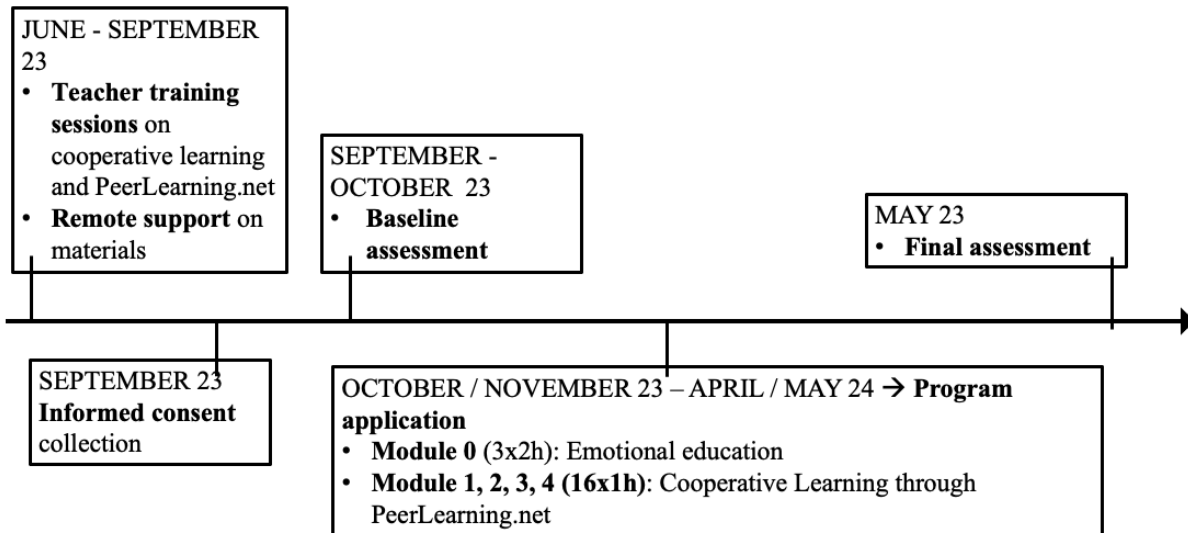 JUNE - SEPTEMBER
23
• Teacher training
sessions on
cooperative learning
and PeerLearning.net
• Remote support on
materials
SEPTEMBER -
OCTOBER 23
• Baseline
assessment
MAY 23
• Final assessment
SEPTEMBER 23
Informed consent
collection
OCTOBER / NOVEMBER 23 – APRIL / MAY 24 → Program
application
• Module 0 (3x2h): Emotional education
• Module 1, 2, 3, 4 (16x1h): Cooperative Learning through
PeerLearning.net